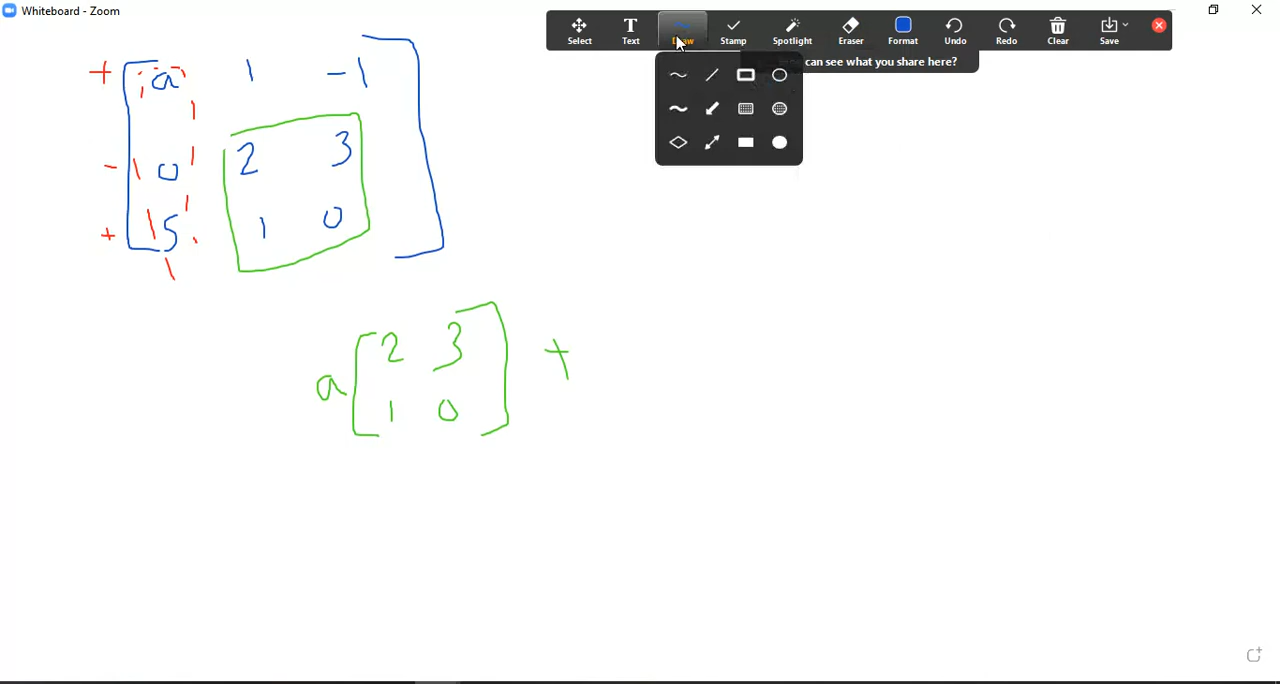 Whiteboard - Zoom
Select Text Draw Stamp Spotlight Eraser Format Undo Redo Clear Save
can see what you share here?
+ a 1 -1
- 0 2 3
+ 5 1 0
a [ 2 3 ] +
1 0